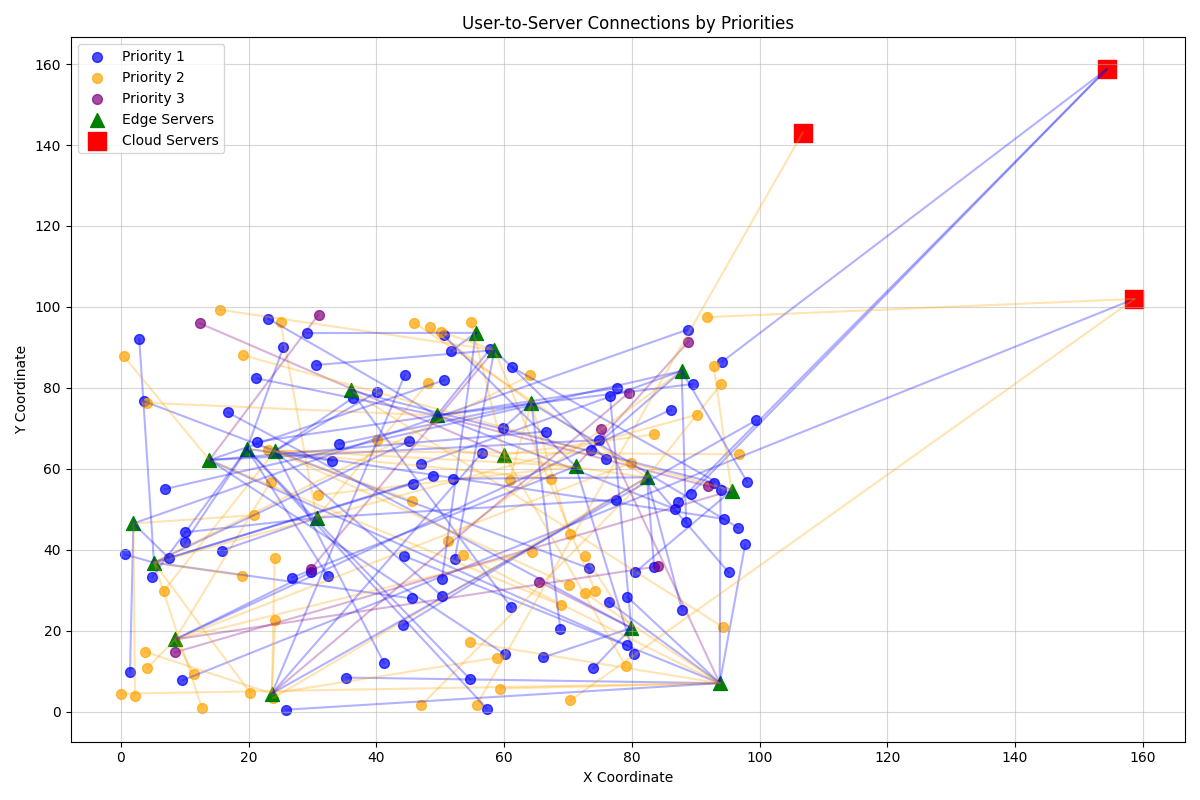 User-to-Server Connections by Priorities
Priority 1
Priority 2
Priority 3
Edge Servers
Cloud Servers
160
140
120
100
80
60
40
20
0
Y Coordinate
0 20 40 60 80 100 120 140 160
X Coordinate